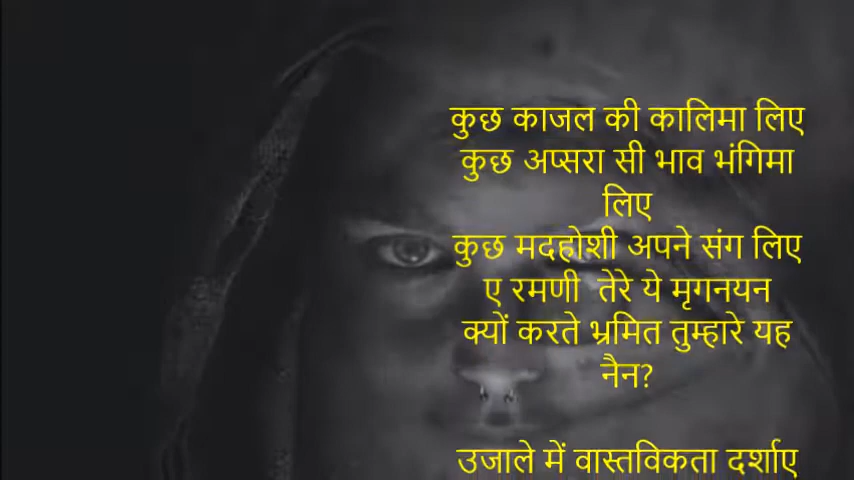 कुछ काजल की कालिमा लिए
कुछ अप्सरा सी भाव भंगिमा
लिए
कुछ मदहोशी अपने संग लिए
ए रमणी  तेरे ये मृगनयन
क्यों करते भ्रमित तुम्हारे यह
नैन?
उजाले में वास्तविकता दर्शाए